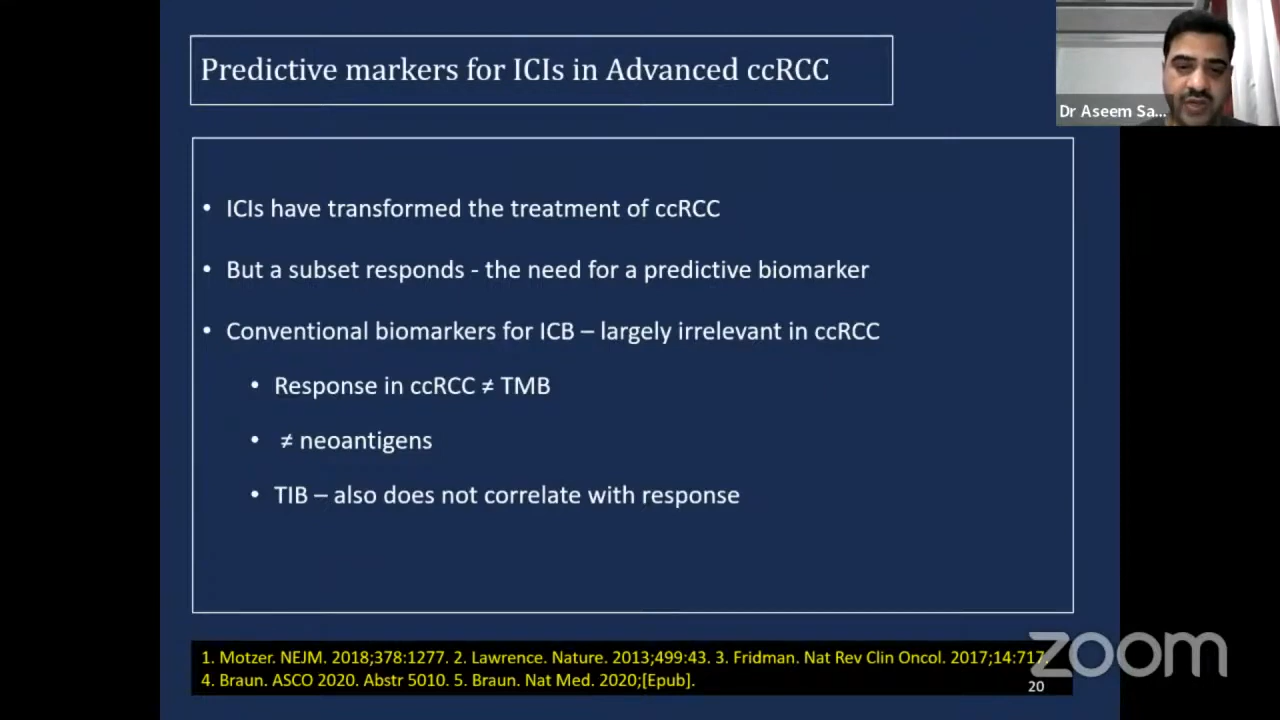 Predictive markers for ICIs in Advanced ccRCC
Dr Aseem Sa...
• ICIs have transformed the treatment of ccRCC
• But a subset responds - the need for a predictive biomarker
• Conventional biomarkers for ICB – largely irrelevant in ccRCC
• Response in ccRCC ≠ TMB
• ≠ neoantigens
• TIB – also does not correlate with response
1. Motzer. NEJM. 2018;378:1277. 2. Lawrence. Nature. 2013;499:43. 3. Fridman. Nat Rev Clin Oncol. 2017;14:717.
4. Braun. ASCO 2020. Abstr 5010. 5. Braun. Nat Med. 2020;[Epub].
20
zoom